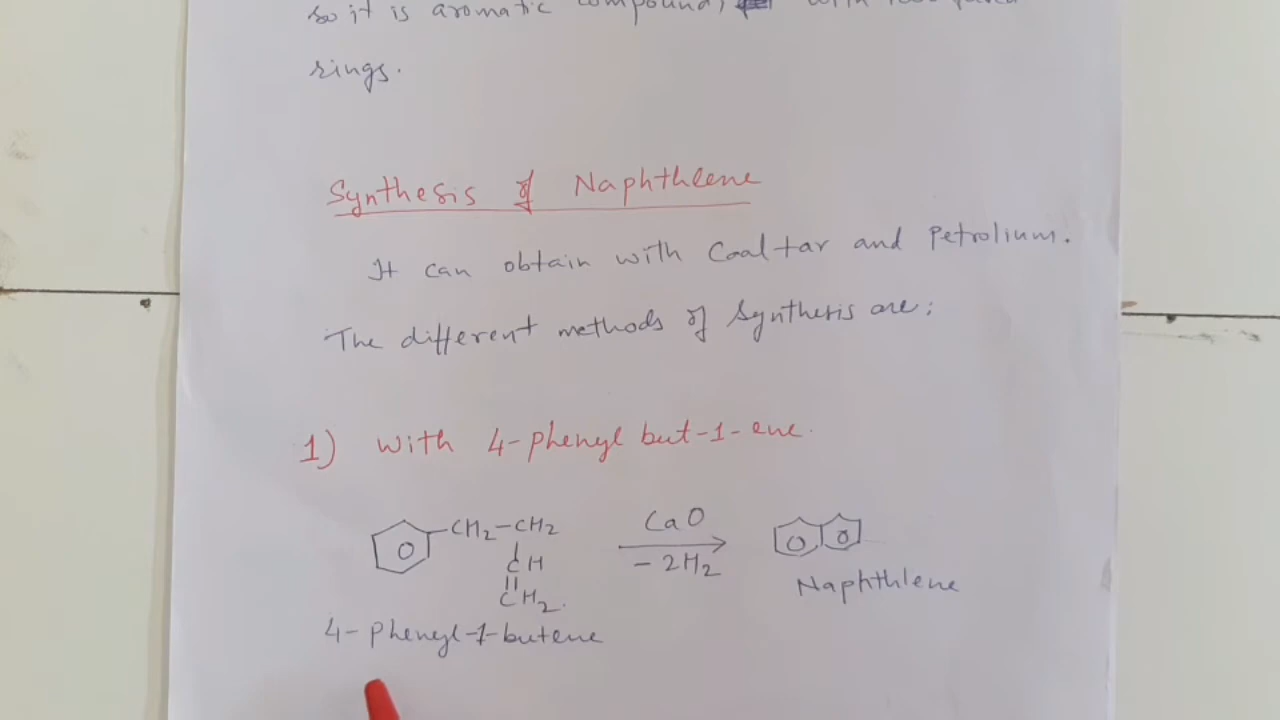 so it is aromatic compound, with
rings.
Synthesis of Naphthlene
It can obtain with Coaltar and Petrolium.
The different methods of Synthesis are:
1) with 4-phenyl but-1-ene.
CH2-CH2
CH
CH2.
CaO
- 2H2
Naphthlene
4-phenyl-1-butene